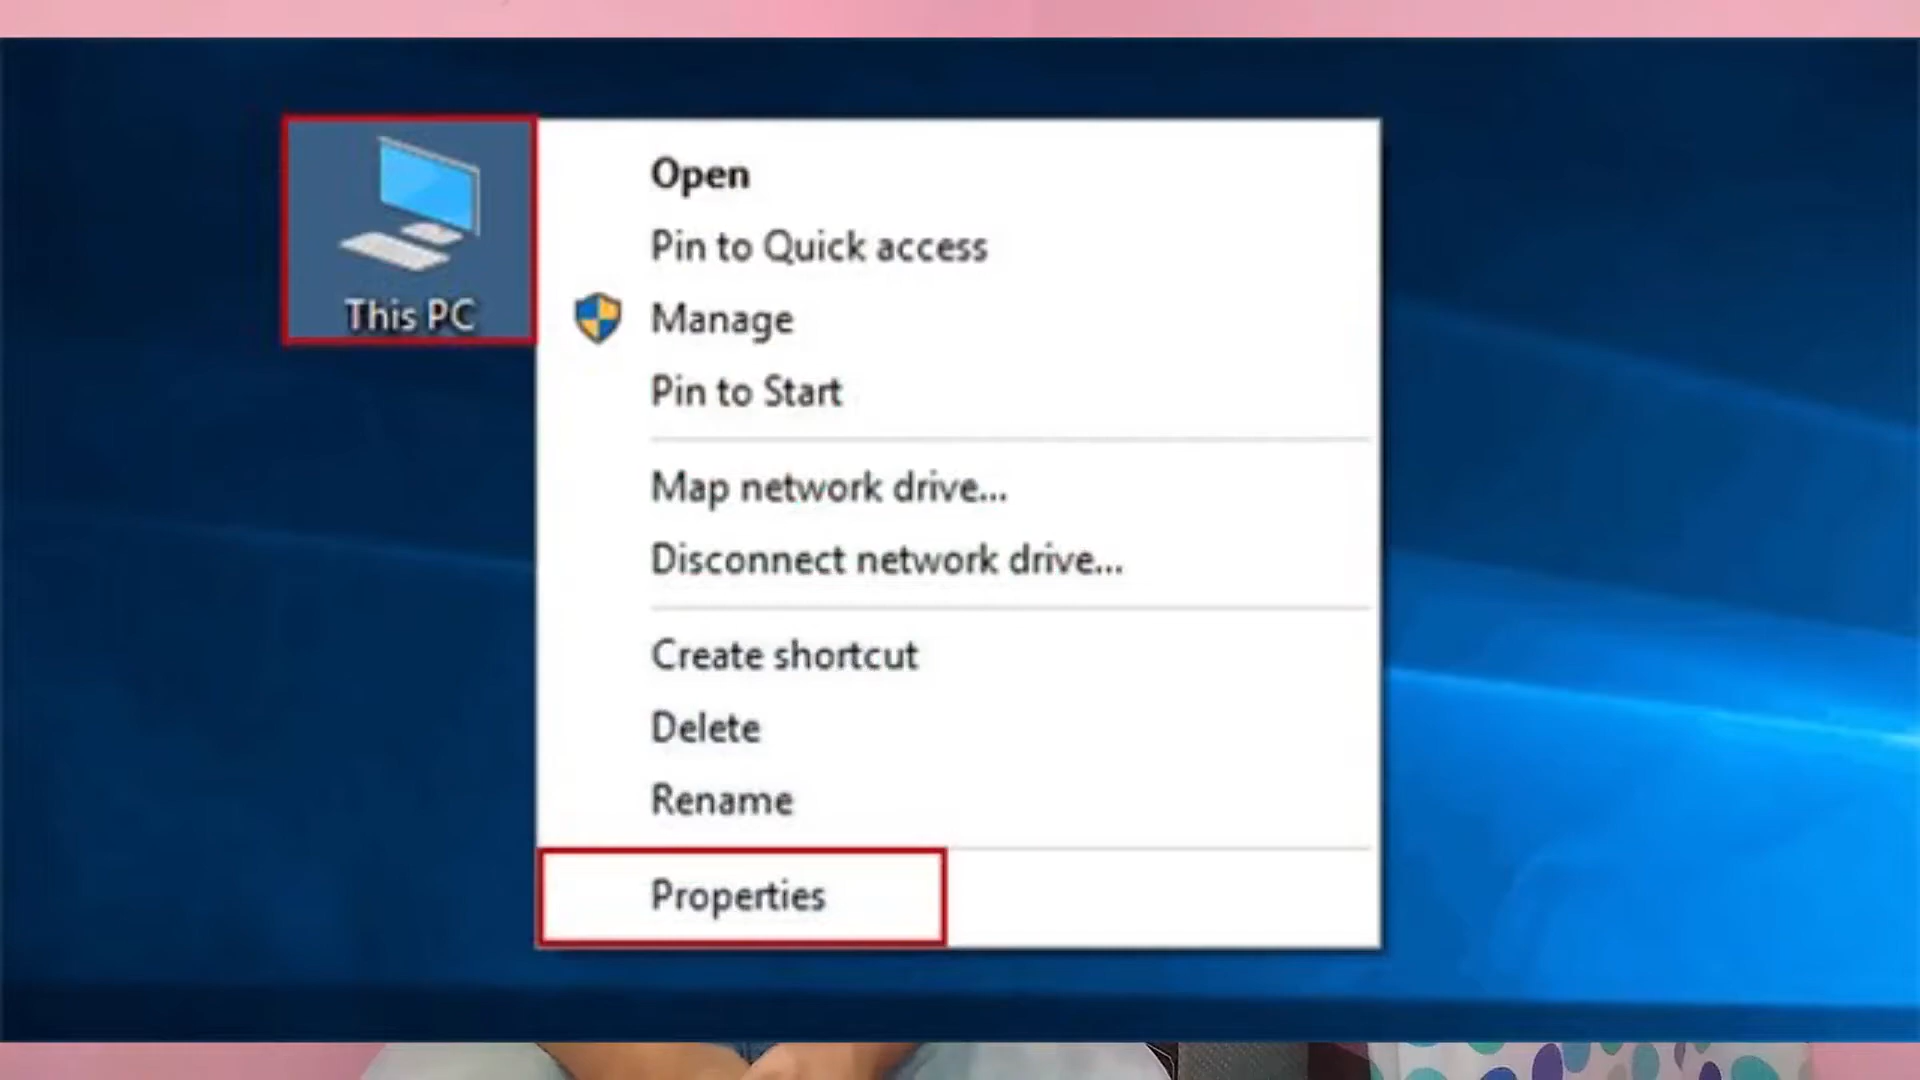 This PC
Open
Pin to Quick access
Manage
Pin to Start
Map network drive...
Disconnect network drive...
Create shortcut
Delete
Rename
Properties